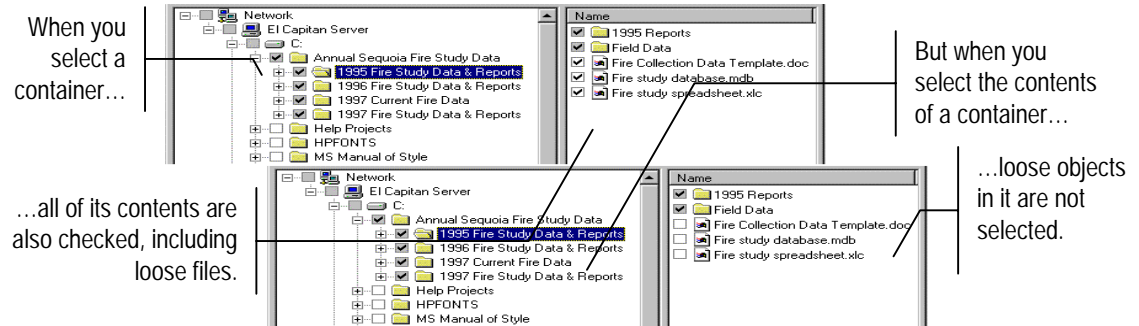 When you
select a
container…
Network
El Capitan Server
C:
Annual Sequoia Fire Study Data
1995 Fire Study Data & Reports
1996 Fire Study Data & Reports
1997 Current Fire Data
1997 Fire Study Data & Reports
Help Projects
HPFONTS
MS Manual of Style
Name
1995 Reports
Field Data
Fire Collection Data Template.doc
Fire study database.mdb
Fire study spreadsheet.xlc
But when you
select the contents
of a container…
…all of its contents are
also checked, including
loose files.
Network
El Capitan Server
C:
Annual Sequoia Fire Study Data
1995 Fire Study Data & Reports
1996 Fire Study Data & Reports
1997 Current Fire Data
1997 Fire Study Data & Reports
Help Projects
HPFONTS
MS Manual of Style
Name
1995 Reports
Field Data
Fire Collection Data Template.doc
Fire study database.mdb
Fire study spreadsheet.xlc
…loose objects
in it are not
selected.